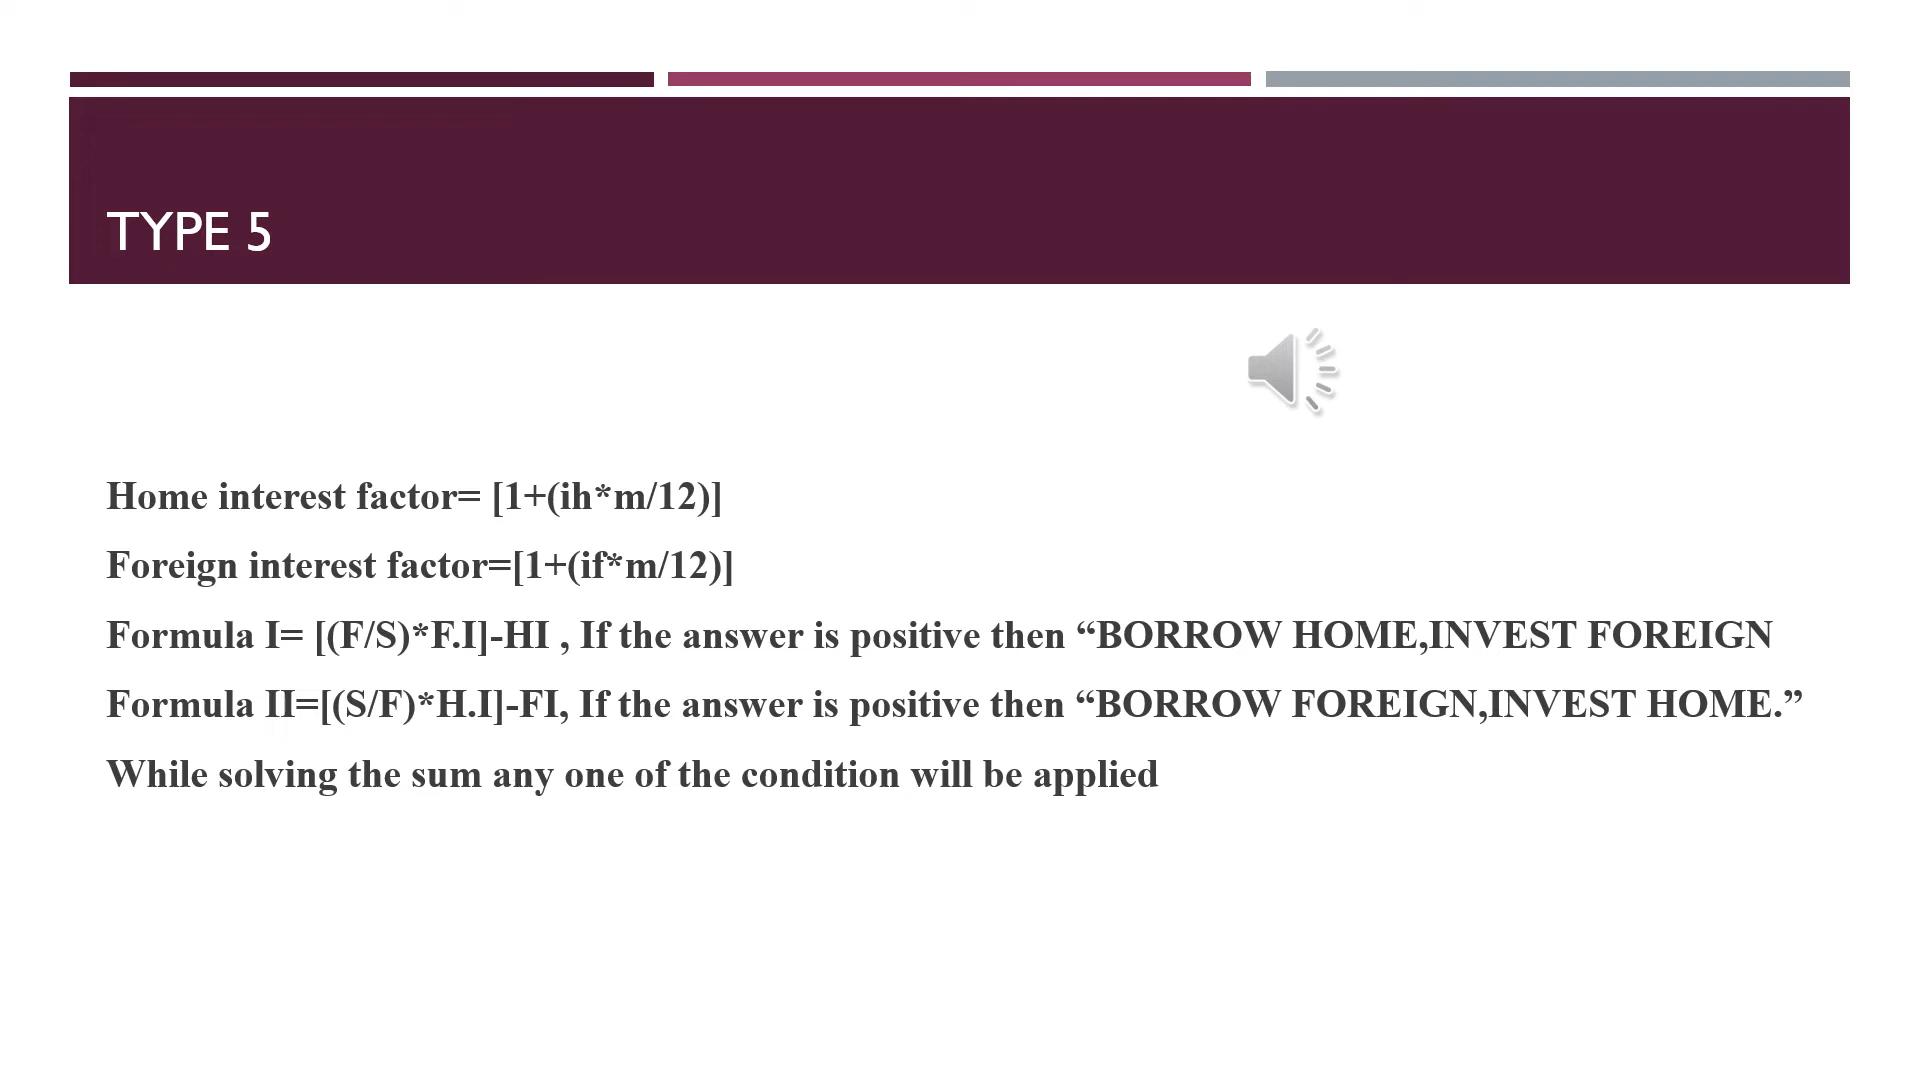 TYPE 5
Home interest factor= [1+(ih*m/12)]
Foreign interest factor=[1+(if*m/12)]
Formula I= [(F/S)*F.I]-HI , If the answer is positive then “BORROW HOME,INVEST FOREIGN
Formula II=[(S/F)*H.I]-FI, If the answer is positive then “BORROW FOREIGN,INVEST HOME.”
While solving the sum any one of the condition will be applied